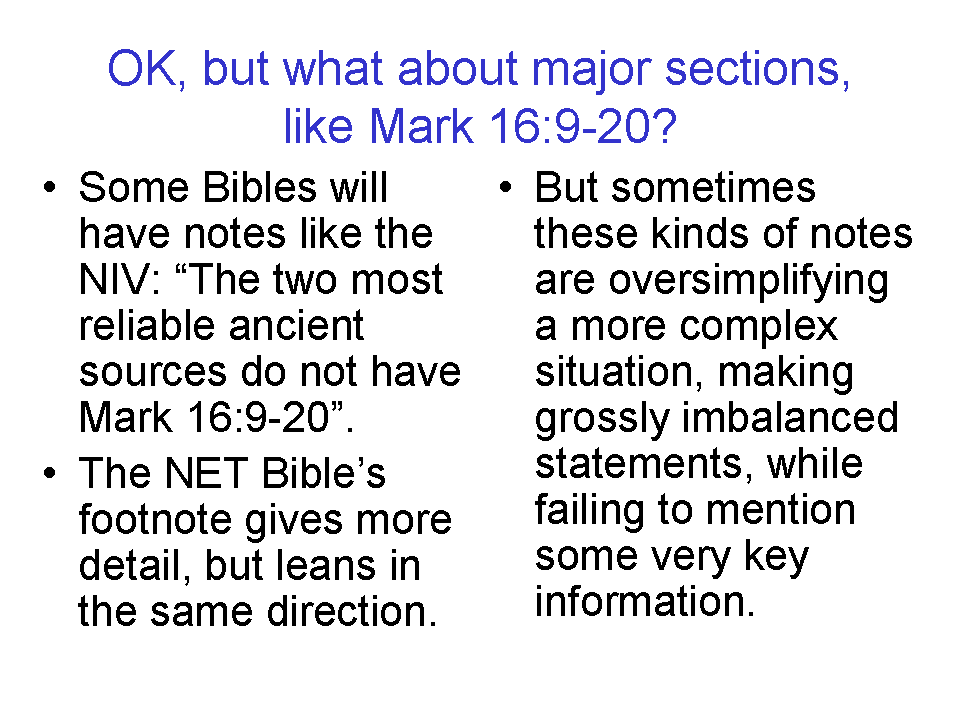 OK, but what about major sections,
like Mark 16:9-20?
• Some Bibles will
have notes like the
NIV: “The two most
reliable ancient
sources do not have
Mark 16:9-20”.
• The NET Bible’s
footnote gives more
detail, but leans in
the same direction.
• But sometimes
these kinds of notes
are oversimplifying
a more complex
situation, making
grossly imbalanced
statements, while
failing to mention
some very key
information.